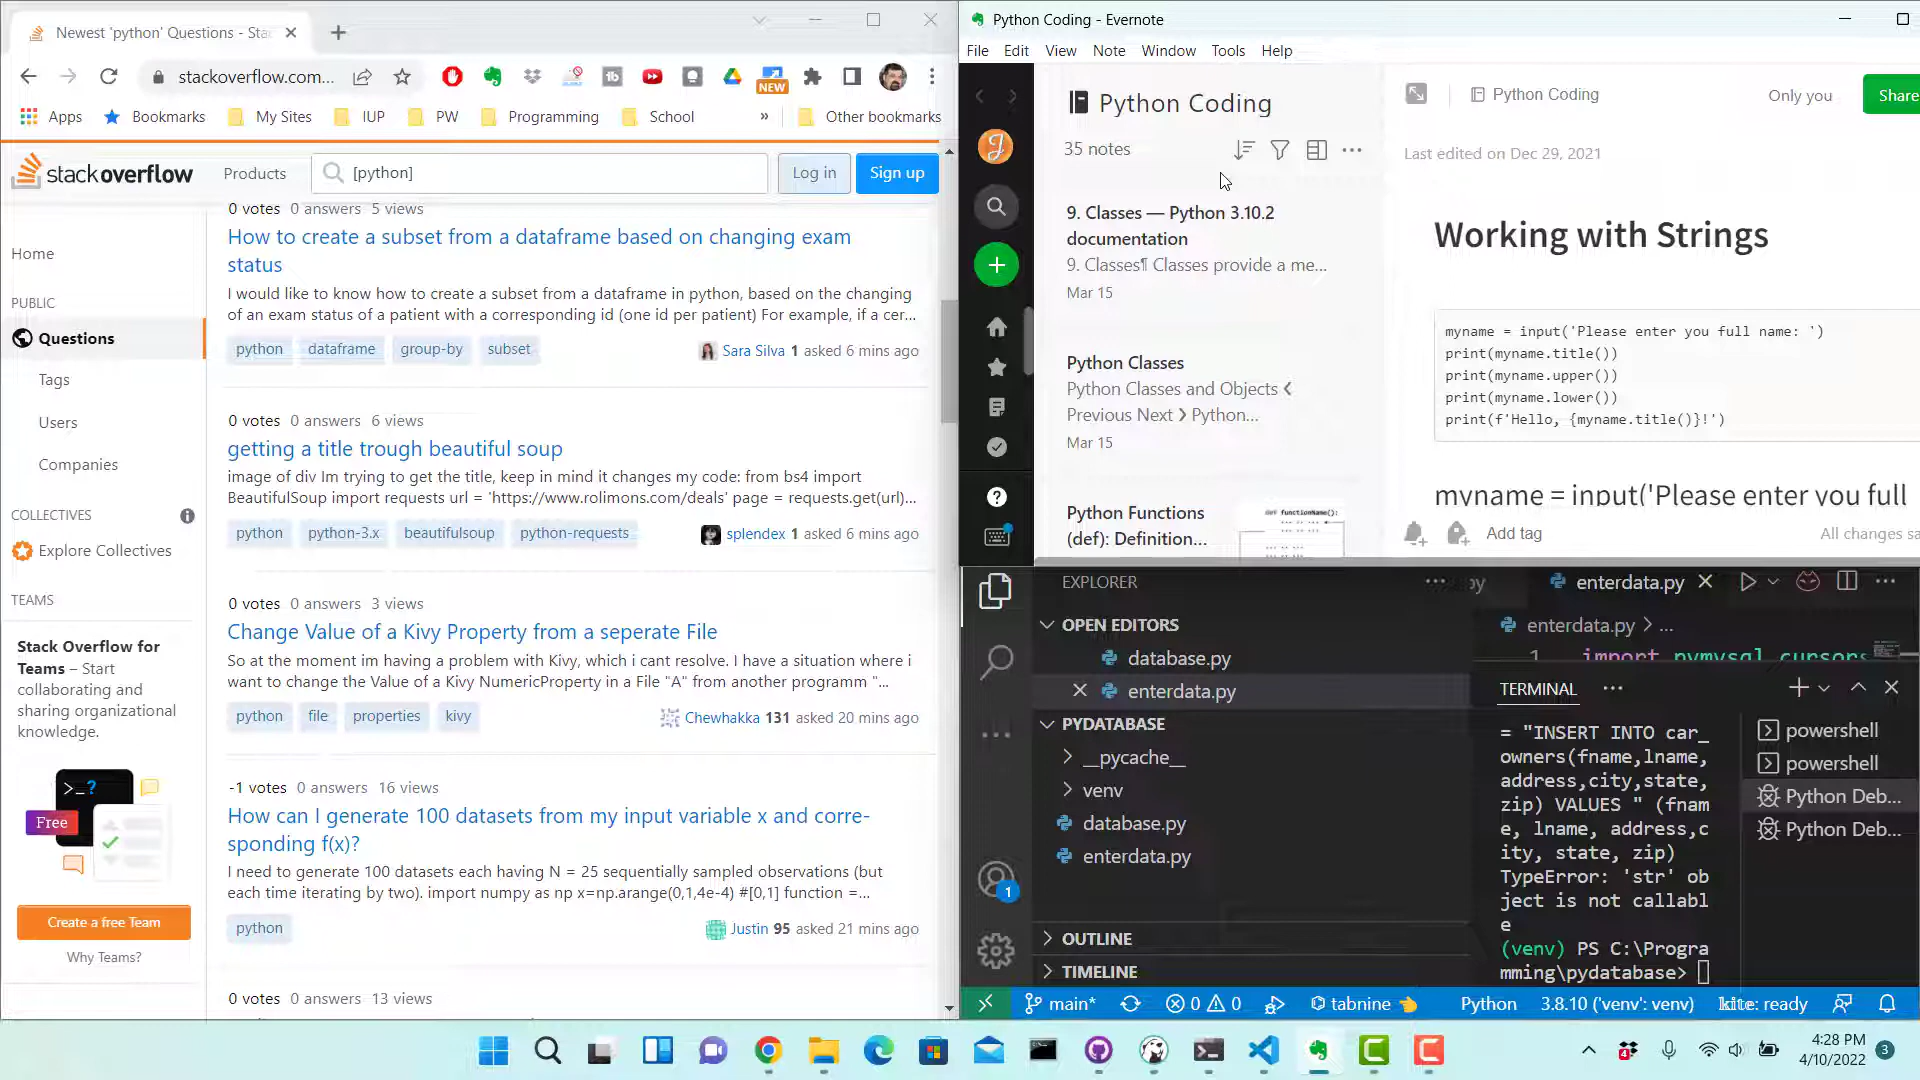 Newest 'python' Questions - Sta
stackoverflow.com...
NEW
Apps
Bookmarks
My Sites
IUP
PW
Programming
School
»
Other bookmarks
stackoverflow
Products
[python]
Log in
Sign up
Home
PUBLIC
Questions
Tags
Users
Companies
COLLECTIVES
Explore Collectives
TEAMS
Stack Overflow for
Teams – Start
collaborating and
sharing organizational
knowledge.
>_?
Free
Create a free Team
Why Teams?
0 votes 0 answers 5 views
How to create a subset from a dataframe based on changing exam
status
I would like to know how to create a subset from a dataframe in python, based on the changing
of an exam status of a patient with a corresponding id (one id per patient) For example, if a cer...
python dataframe group-by subset
Sara Silva 1 asked 6 mins ago
0 votes 0 answers 6 views
getting a title trough beautiful soup
image of div Im trying to get the title, keep in mind it changes my code: from bs4 import
BeautifulSoup import requests url = 'https://www.rolimons.com/deals' page = requests.get(url)...
python python-3.x beautifulsoup python-requests
splendex 1 asked 6 mins ago
0 votes 0 answers 3 views
Change Value of a Kivy Property from a seperate File
So at the moment im having a problem with Kivy, which i cant resolve. I have a situation where i
want to change the Value of a Kivy NumericProperty in a File "A" from another programm "...
python file properties kivy
Chewhakka 131 asked 20 mins ago
-1 votes 0 answers 16 views
How can I generate 100 datasets from my input variable x and corre-
sponding f(x)?
I need to generate 100 datasets each having N = 25 sequentially sampled observations (but
each time iterating by two). import numpy as np x=np.arange(0,1,4e-4) #[0,1] function =...
python
Justin 95 asked 21 mins ago
0 votes 0 answers 13 views
Python Coding - Evernote
File Edit View Note Window Tools Help
J
Python Coding
35 notes
9. Classes — Python 3.10.2
documentation
9. Classes¶ Classes provide a me...
Mar 15
Python Classes
Python Classes and Objects ❮
Previous Next ❯ Python...
Mar 15
Python Functions
(def): Definition...
def functionName():
Python Coding
Only you
Share
Last edited on Dec 29, 2021
Working with Strings
myname = input('Please enter you full name: ')
print(myname.title())
print(myname.upper())
print(myname.lower())
print(f'Hello, {myname.title()}!')
myname = input('Please enter you full
Add tag
All changes sa
EXPLORER
OPEN EDITORS
database.py
enterdata.py
PYDATABASE
__pycache__
venv
database.py
enterdata.py
OUTLINE
TIMELINE
1
py
enterdata.py
enterdata.py > ...
1 import pymysql.cursors
TERMINAL
= "INSERT INTO car_
owners(fname,lname,
address,city,state,
zip) VALUES " (fnam
e, lname, address,c
ity, state, zip)
TypeError: 'str' ob
ject is not callabl
e
(venv) PS C:\Progra
mming\pydatabase>
powershell
powershell
Python Deb...
Python Deb...
main*
0 0
tabnine
Python
3.8.10 ('venv': venv)
kite: ready
4
4:28 PM
4/10/2022
3